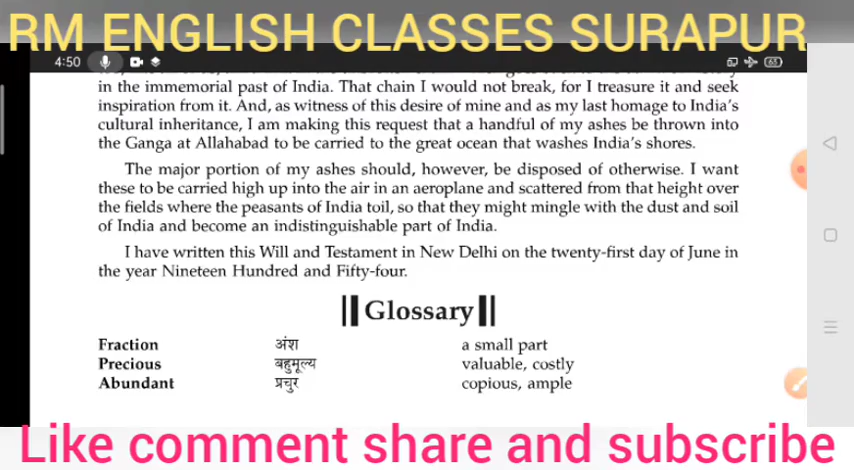 RM ENGLISH CLASSES SURAPUR
4:50
in the immemorial past of India. That chain I would not break, for I treasure it and seek
inspiration from it. And, as witness of this desire of mine and as my last homage to India's
cultural inheritance, I am making this request that a handful of my ashes be thrown into
the Ganga at Allahabad to be carried to the great ocean that washes India's shores.
The major portion of my ashes should, however, be disposed of otherwise. I want
these to be carried high up into the air in an aeroplane and scattered from that height over
the fields where the peasants of India toil, so that they might mingle with the dust and soil
of India and become an indistinguishable part of India.
I have written this Will and Testament in New Delhi on the twenty-first day of June in
the year Nineteen Hundred and Fifty-four.
Glossary
Fraction अंश a small part
Precious बहुमूल्य valuable, costly
Abundant प्रचुर copious, ample
Like comment share and subscribe